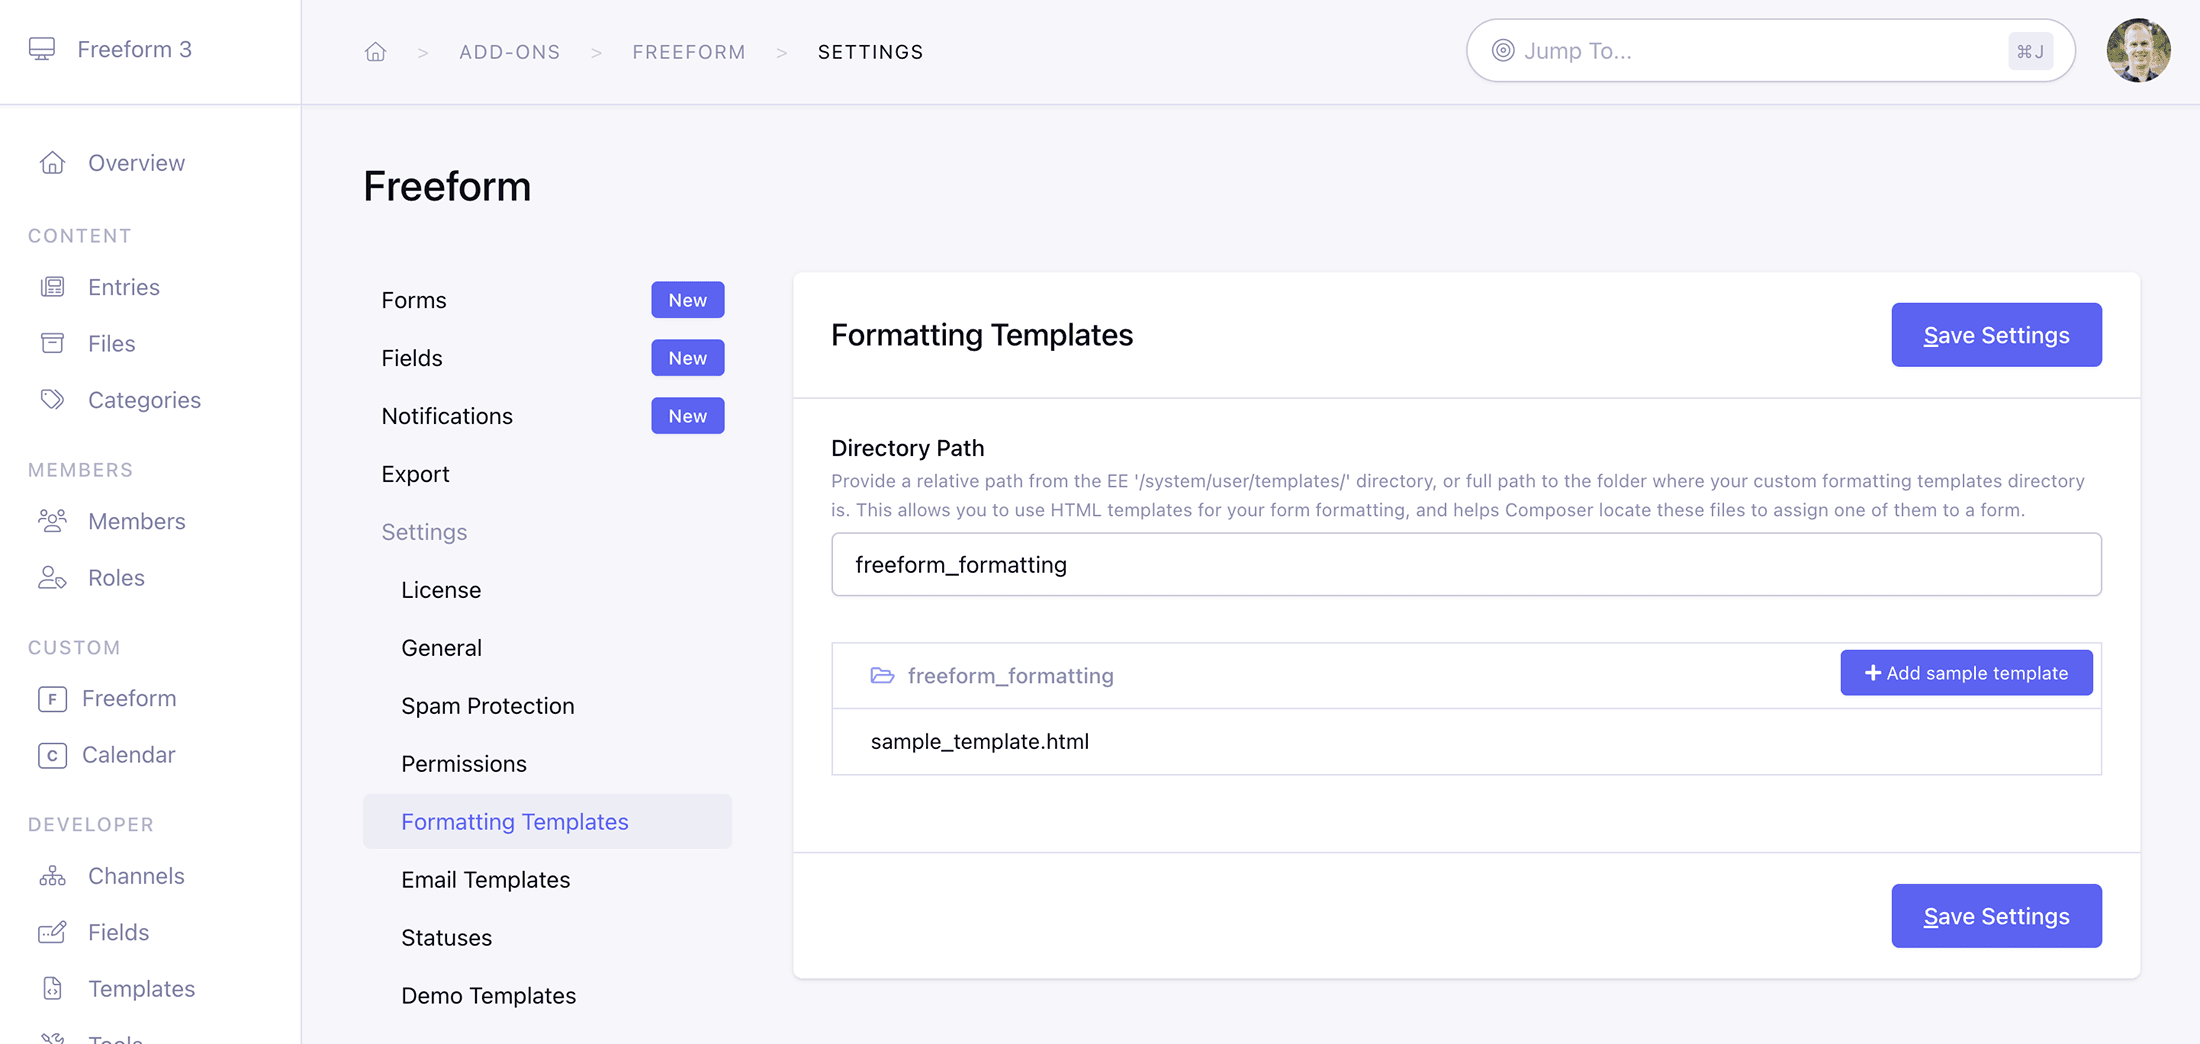 Freeform 3
> ADD-ONS > FREEFORM > SETTINGS
Jump To...
⌘J
Overview
CONTENT
Entries
Files
Categories
MEMBERS
Members
Roles
CUSTOM
F Freeform
C Calendar
DEVELOPER
Channels
Fields
Templates
Tools
Freeform
Forms New
Fields New
Notifications New
Export
Settings
License
General
Spam Protection
Permissions
Formatting Templates
Email Templates
Statuses
Demo Templates
Formatting Templates
Save Settings
Directory Path
Provide a relative path from the EE '/system/user/templates/' directory, or full path to the folder where your custom formatting templates directory
is. This allows you to use HTML templates for your form formatting, and helps Composer locate these files to assign one of them to a form.
freeform_formatting
freeform_formatting
+ Add sample template
sample_template.html
Save Settings